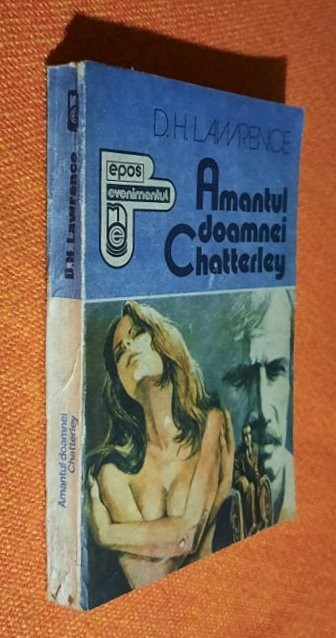 D.H. LAWRENCE
epos
evenimentul
Amantul
doamnei
Chatterley
D.H. Lawrence
Amantul doamnei
Chatterley